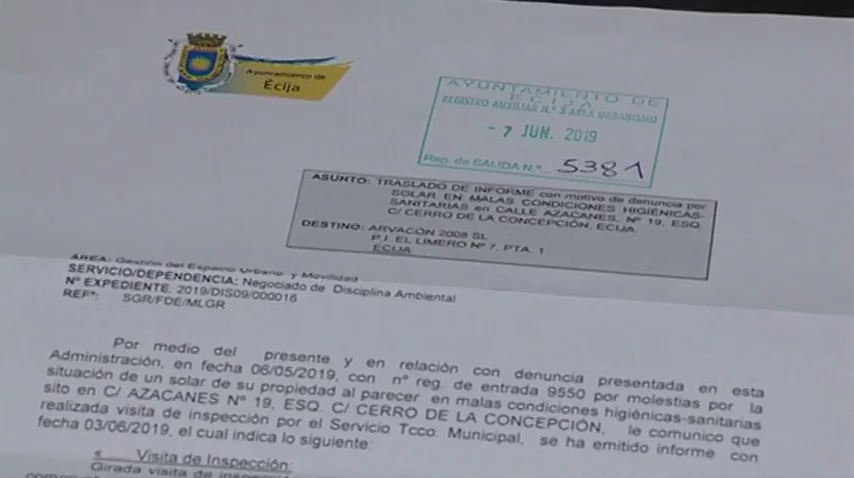 Ayuntamiento de
Écija
AYUNTAMIENTO DE
ECIJA
REGISTRO AUXILIAR N.º 3 AREA URBANISMO
- 7 JUN. 2019
Reg. de SALIDA N.º 5381
ASUNTO: TRASLADO DE INFORME con motivo de denuncia por
SOLAR EN MALAS CONDICIONES HIGIÉNICAS-
SANITARIAS en CALLE AZACANES, Nº 19, ESQ.
C/ CERRO DE LA CONCEPCIÓN, ECIJA.
DESTINO: ARVACÓN 2008 SL
P.I. EL LIMERO Nº 7, PTA. 1
ECIJA
ÁREA: Gestión del Espacio Urbano y Movilidad
SERVICIO/DEPENDENCIA: Negociado de Disciplina Ambiental
Nº EXPEDIENTE: 2019/DIS09/000016
REFª: SGR/FDE/MLGR
Por medio del presente y en relación con denuncia presentada en esta
Administración, en fecha 06/05/2019, con nº reg. de entrada 9550 por molestias por la
situación de un solar de su propiedad al parecer en malas condiciones higiénicas-sanitarias
sito en C/ AZACANES Nº 19, ESQ. C/ CERRO DE LA CONCEPCIÓN, le comunico que
realizada visita de inspección por el Servicio Tcco. Municipal, se ha emitido informe con
fecha 03/06/2019, el cual indica lo siguiente:
Visita de Inspección:
Girada visita de